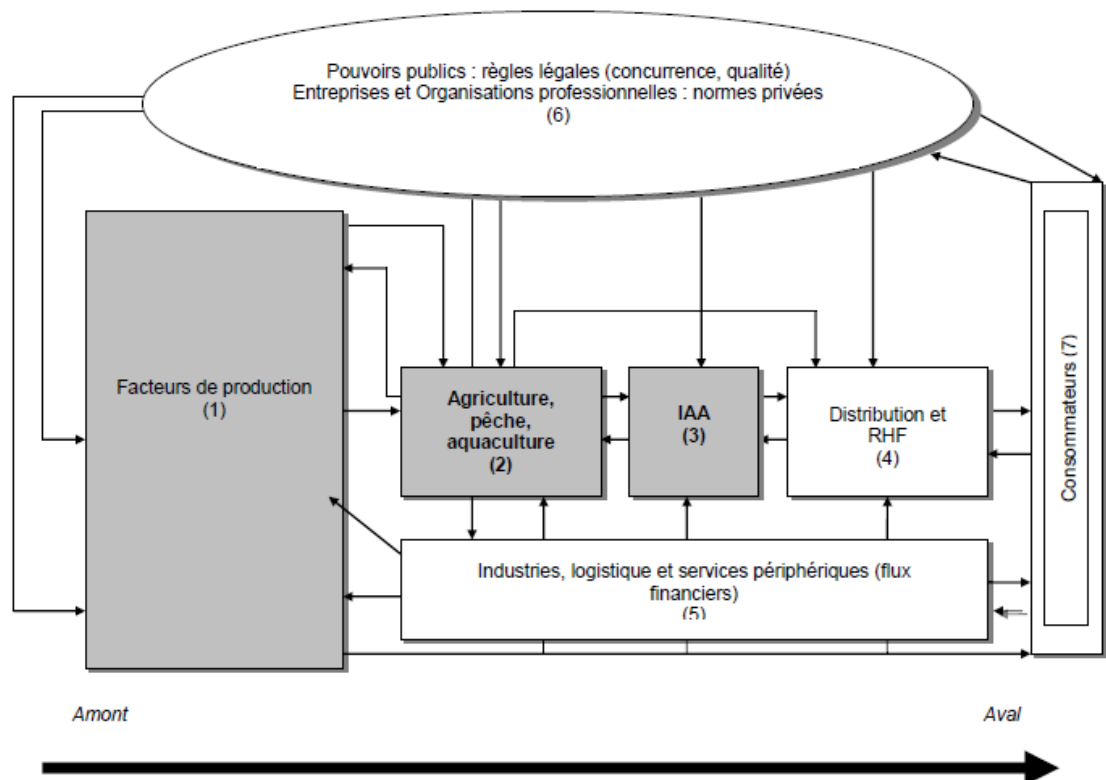 Pouvoirs publics : règles légales (concurrence, qualité)
Entreprises et Organisations professionnelles : normes privées
(6)
Facteurs de production
(1)
Agriculture,
pêche,
aquaculture
(2)
IAA
(3)
Distribution et
RHF
(4)
Consommateurs (7)
Industries, logistique et services périphériques (flux
financiers)
(5)
Amont
Aval